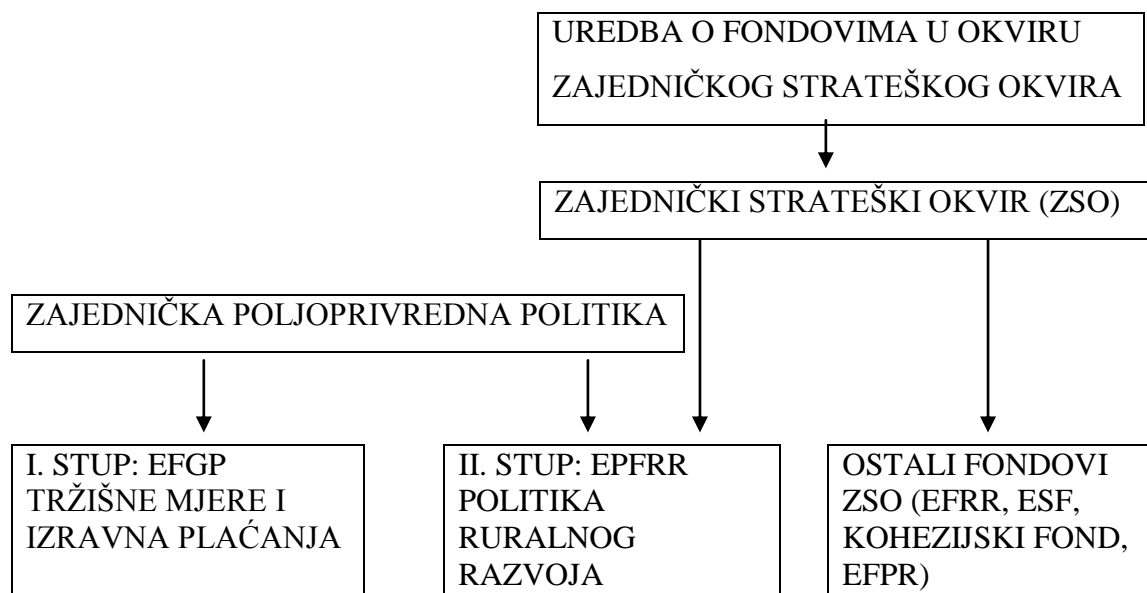 UREDBA O FONDOVIMA U OKVIRU
ZAJEDNIČKOG STRATEŠKOG OKVIRA
ZAJEDNIČKI STRATEŠKI OKVIR (ZSO)
ZAJEDNIČKA POLJOPRIVREDNA POLITIKA
I. STUP: EFGP
TRŽIŠNE MJERE I
IZRAVNA PLAĆANJA
II. STUP: EPFRR
POLITIKA
RURALNOG
RAZVOJA
OSTALI FONDOVI
ZSO (EFRR, ESF,
KOHEZIJSKI FOND,
EFPR)